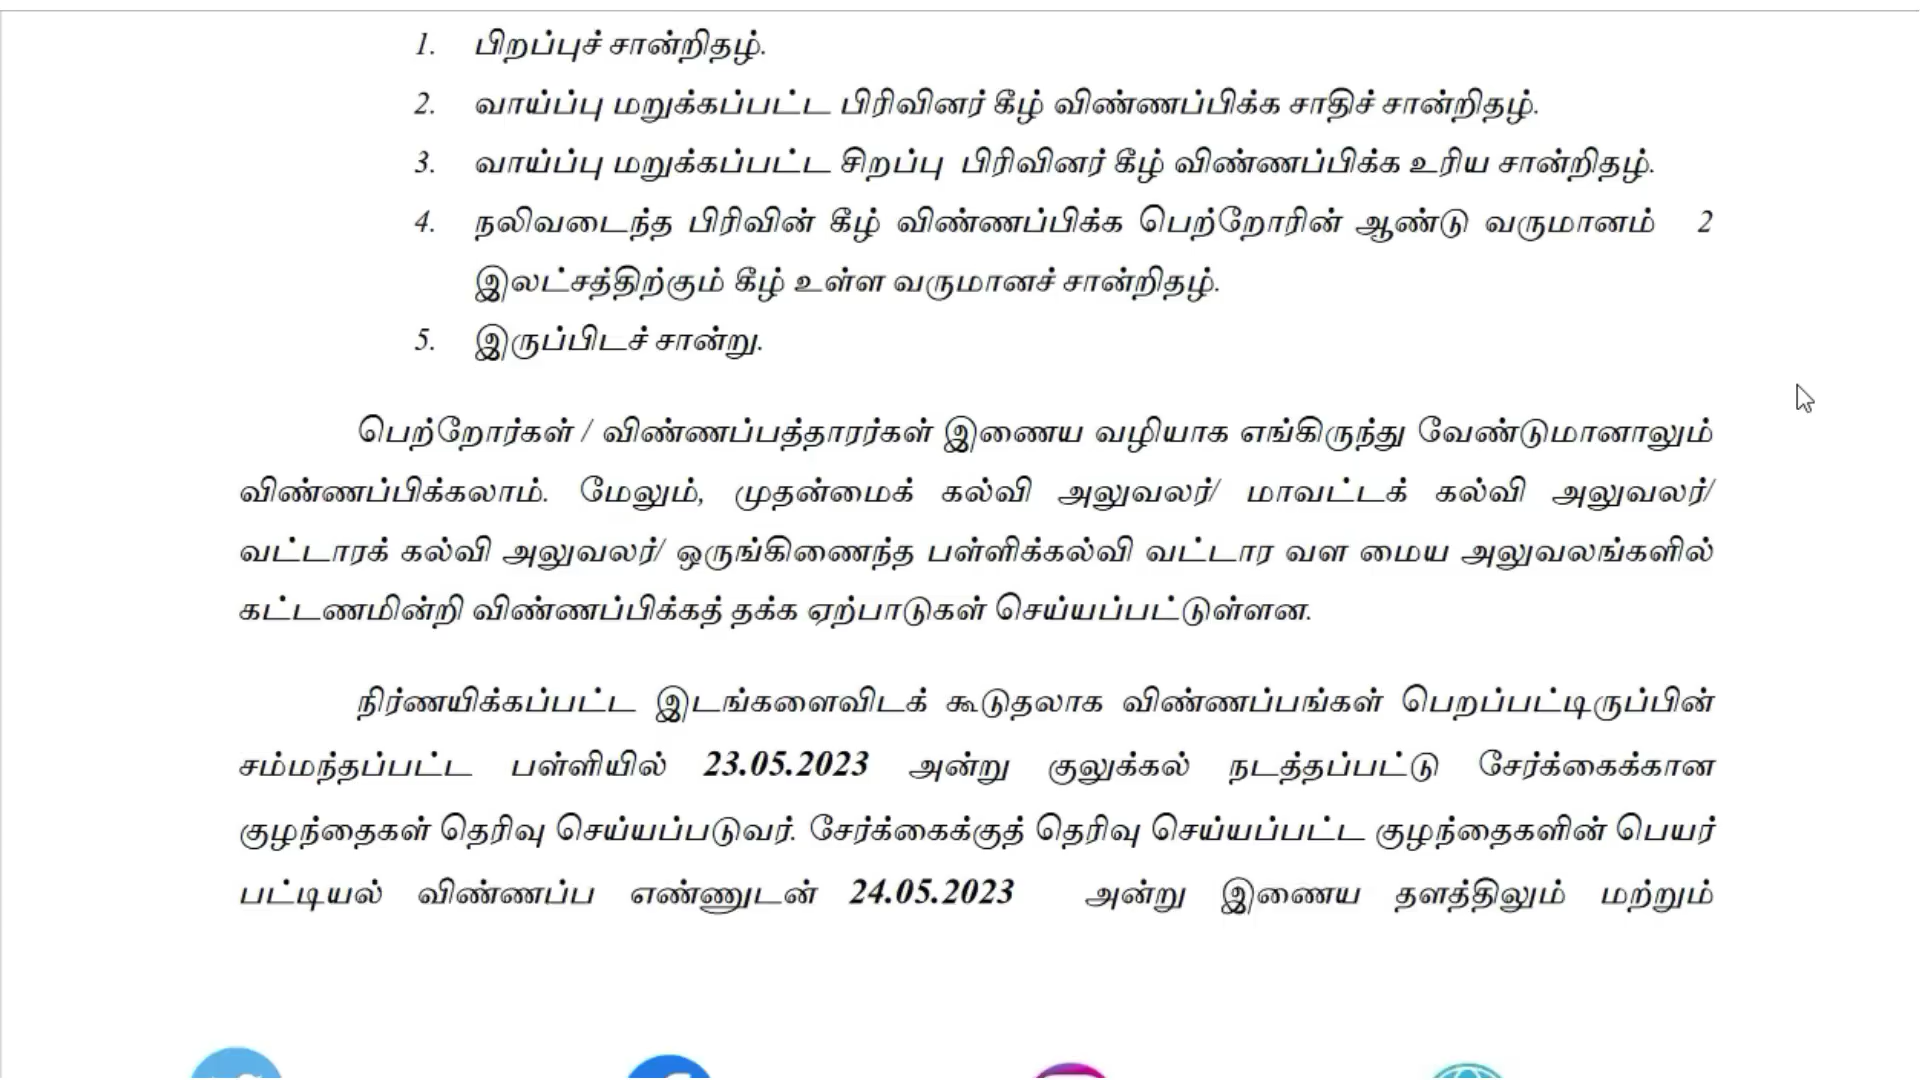 1. பிறப்புச் சான்றிதழ்.
2. வாய்ப்பு மறுக்கப்பட்ட பிரிவினர் கீழ் விண்ணப்பிக்க சாதிச் சான்றிதழ்.
3. வாய்ப்பு மறுக்கப்பட்ட சிறப்பு பிரிவினர் கீழ் விண்ணப்பிக்க உரிய சான்றிதழ்.
4. நலிவடைந்த பிரிவின் கீழ் விண்ணப்பிக்க பெற்றோரின் ஆண்டு வருமானம் 2
இலட்சத்திற்கும் கீழ் உள்ள வருமானச் சான்றிதழ்.
5. இருப்பிடச் சான்று.
பெற்றோர்கள் / விண்ணப்பத்தாரர்கள் இணைய வழியாக எங்கிருந்து வேண்டுமானாலும்
விண்ணப்பிக்கலாம். மேலும், முதன்மைக் கல்வி அலுவலர்/ மாவட்டக் கல்வி அலுவலர்/
வட்டாரக் கல்வி அலுவலர்/ ஒருங்கிணைந்த பள்ளிக்கல்வி வட்டார வள மைய அலுவலங்களில்
கட்டணமின்றி விண்ணப்பிக்கத் தக்க ஏற்பாடுகள் செய்யப்பட்டுள்ளன.
நிர்ணயிக்கப்பட்ட இடங்களைவிடக் கூடுதலாக விண்ணப்பங்கள் பெறப்பட்டிருப்பின்
சம்மந்தப்பட்ட பள்ளியில் 23.05.2023 அன்று குலுக்கல் நடத்தப்பட்டு சேர்க்கைக்கான
குழந்தைகள் தெரிவு செய்யப்படுவர். சேர்க்கைக்குத் தெரிவு செய்யப்பட்ட குழந்தைகளின் பெயர்
பட்டியல் விண்ணப்ப எண்ணுடன் 24.05.2023 அன்று இணைய தளத்திலும் மற்றும்